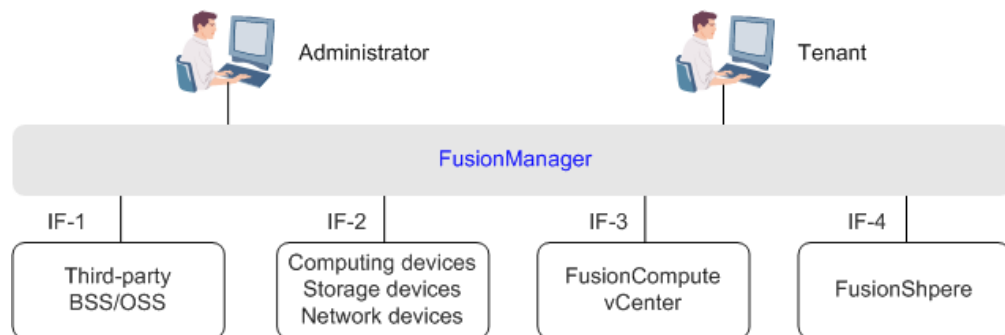 Administrator
Tenant
FusionManager
IF-1
IF-2
IF-3
IF-4
Third-party
BSS/OSS
Computing devices
Storage devices
Network devices
FusionCompute
vCenter
FusionShpere